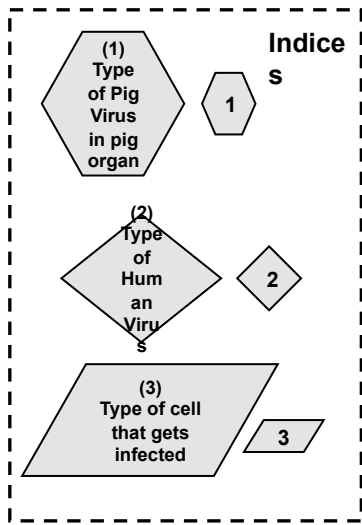 Indice
s
(1)
Type
of Pig
Virus
in pig
organ
1
(2)
Type
of
Hum
an
Viru
s
2
(3)
Type of cell
that gets
infected
3